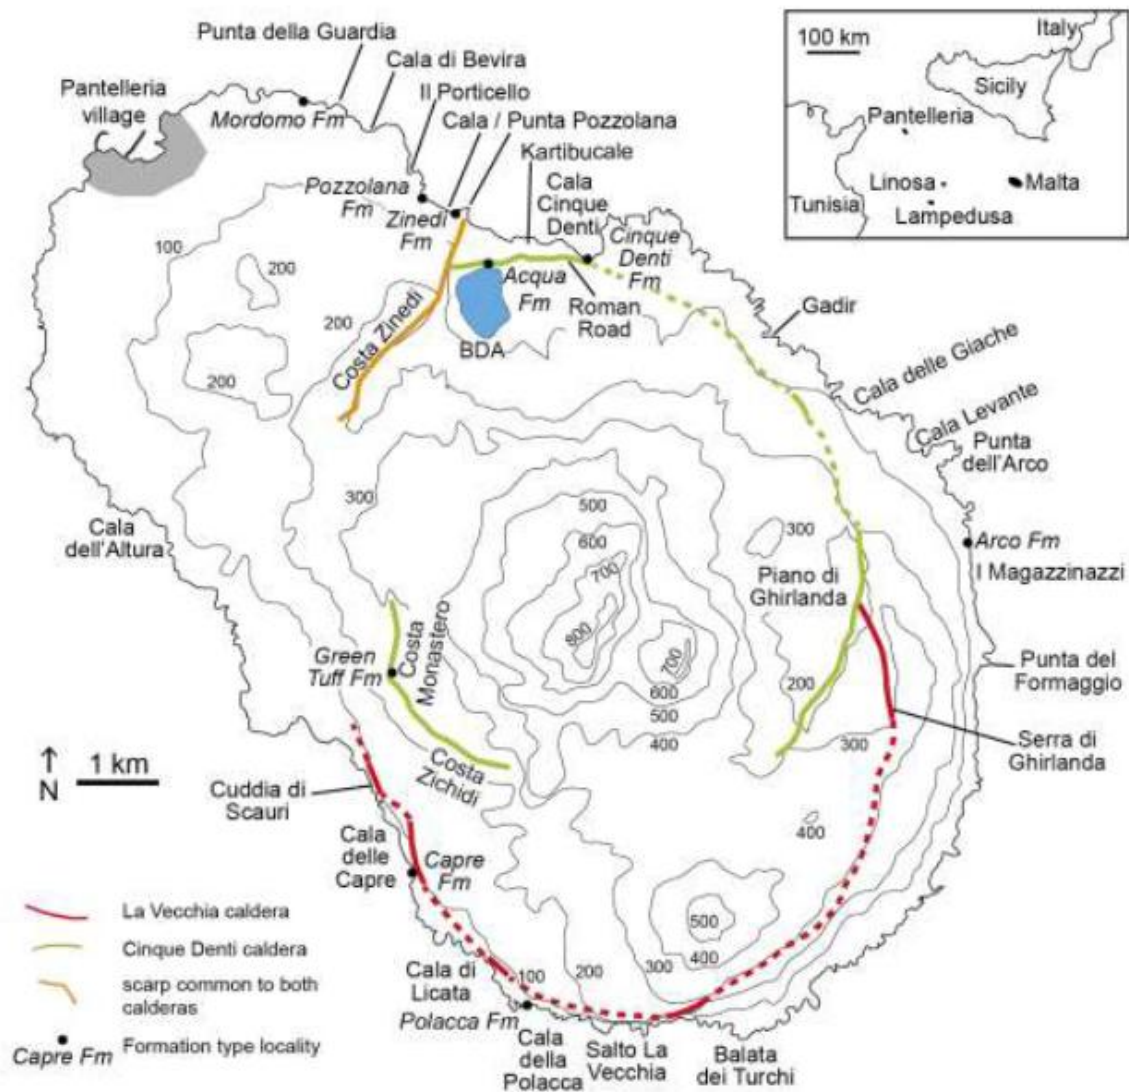 Punta della Guardia
Cala di Bevira
Il Porticello
Cala / Punta Pozzolana
Kartibucale
Cala
Cinque
Denti
Pantelleria
village
Mordomo Fm
Pozzolana
Fm
Zinedi
Fm
Cinque
Denti
Fm
Acqua
Fm
Roman
Road
BDA
Costa Zinedi
Gadir
Cala delle Giache
Cala Levante
Punta
dell'Arco
Arco Fm
I Magazzinazzi
Piano di
Ghirlanda
Punta del
Formaggio
Serra di
Ghirlanda
Cala
dell'Altura
Costa
Monastero
Green
Tuff Fm
Costa
Zichidi
Cuddia di
Scauri
Cala
delle
Capre
Capre
Fm
Cala di
Licata
Polacca Fm
Cala
della
Polacca
Salto La
Vecchia
Balata
dei Turchi
100
200
200
200
300
500
600
700
800
700
600
500
400
300
200
300
400
500
400
300
200
100
N
1 km
100 km
Italy
Sicily
Pantelleria
Linosa
Malta
Lampedusa
Tunisia
La Vecchia caldera
Cinque Denti caldera
scarp common to both
calderas
Capre Fm
Formation type locality